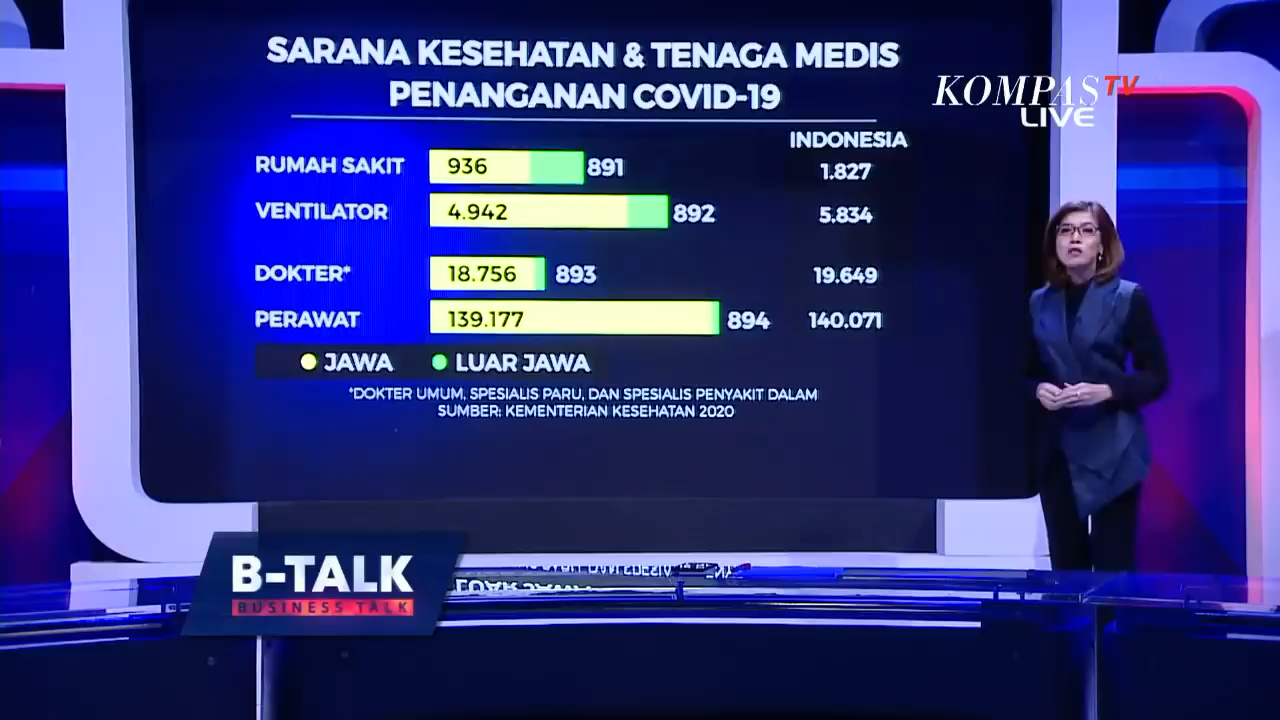 SARANA KESEHATAN & TENAGA MEDIS
PENANGANAN COVID-19
KOMPAS TV
LIVE
INDONESIA
RUMAH SAKIT 936 891 1.827
VENTILATOR 4.942 892 5.834
DOKTER* 18.756 893 19.649
PERAWAT 139.177 894 140.071
JAWA LUAR JAWA
*DOKTER UMUM, SPESIALIS PARU, DAN SPESIALIS PENYAKIT DALAM
SUMBER: KEMENTERIAN KESEHATAN 2020
B-TALK
BUSINESS TALK
LUAR JAWA